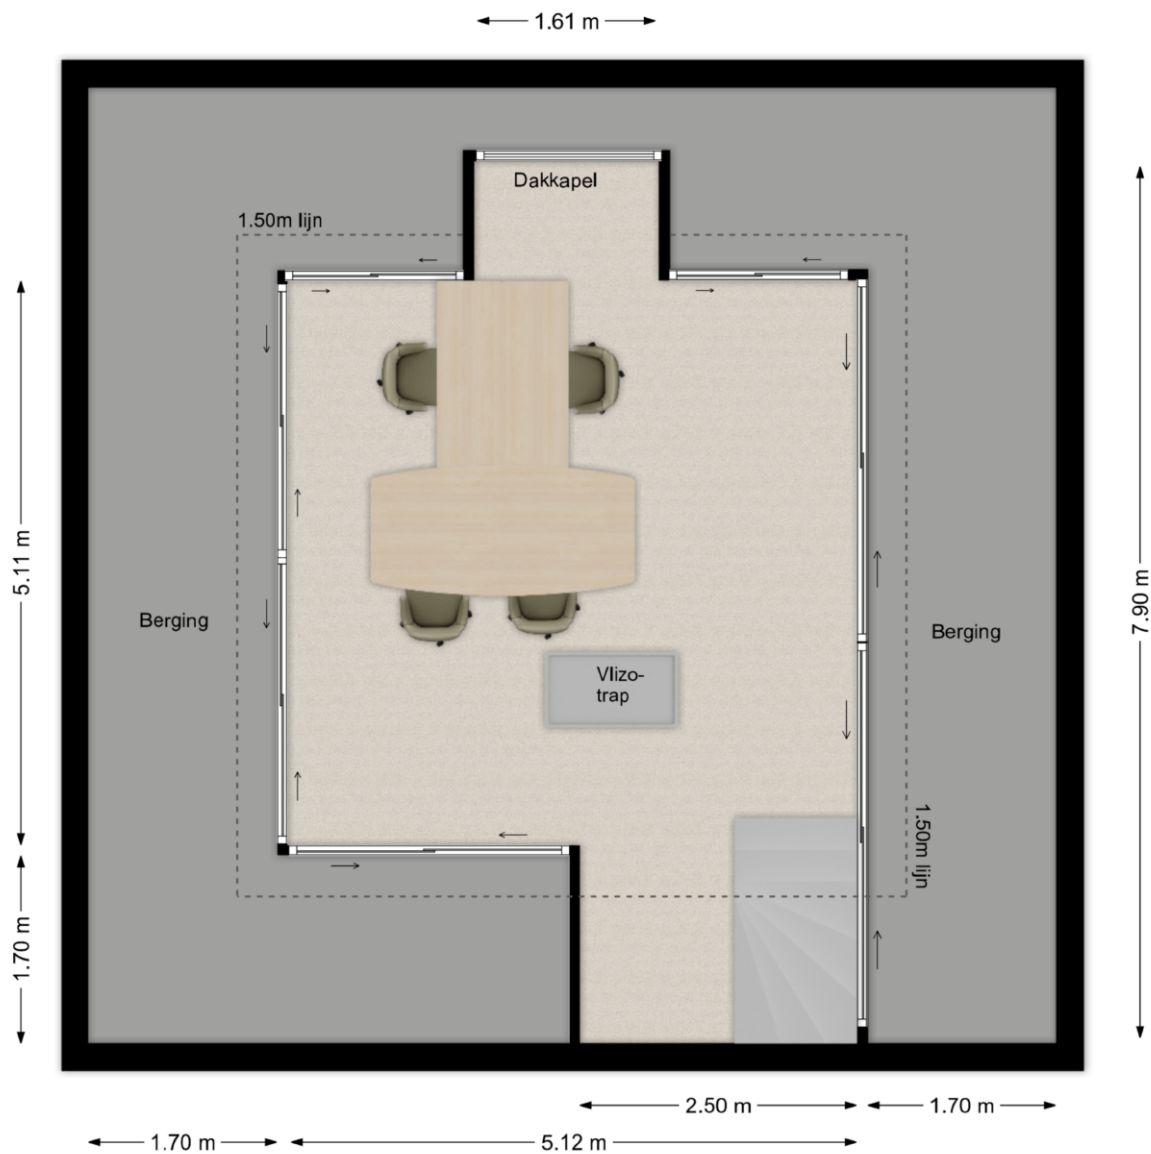 1.61 m
Dakkapel
1.50m lijn
5.11 m
7.90 m
Berging
Berging
Vlizo-
trap
1.50m lijn
1.70 m
2.50 m
1.70 m
1.70 m
5.12 m